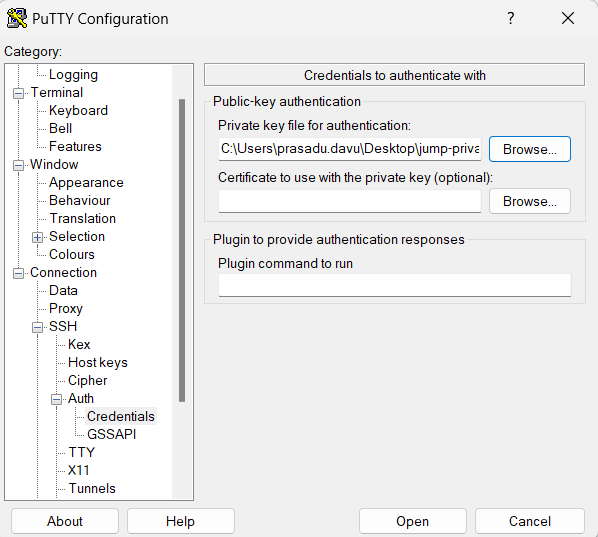 PuTTY Configuration
?
Category:
Logging
Terminal
Keyboard
Bell
Features
Window
Appearance
Behaviour
Translation
Selection
Colours
Connection
Data
Proxy
SSH
Kex
Host keys
Cipher
Auth
Credentials
GSSAPI
TTY
X11
Tunnels
Credentials to authenticate with
Public-key authentication
Private key file for authentication:
C:\Users\prasadu.davu\Desktop\jump-priva Browse...
Certificate to use with the private key (optional):
Browse...
Plugin to provide authentication responses
Plugin command to run
About Help Open Cancel